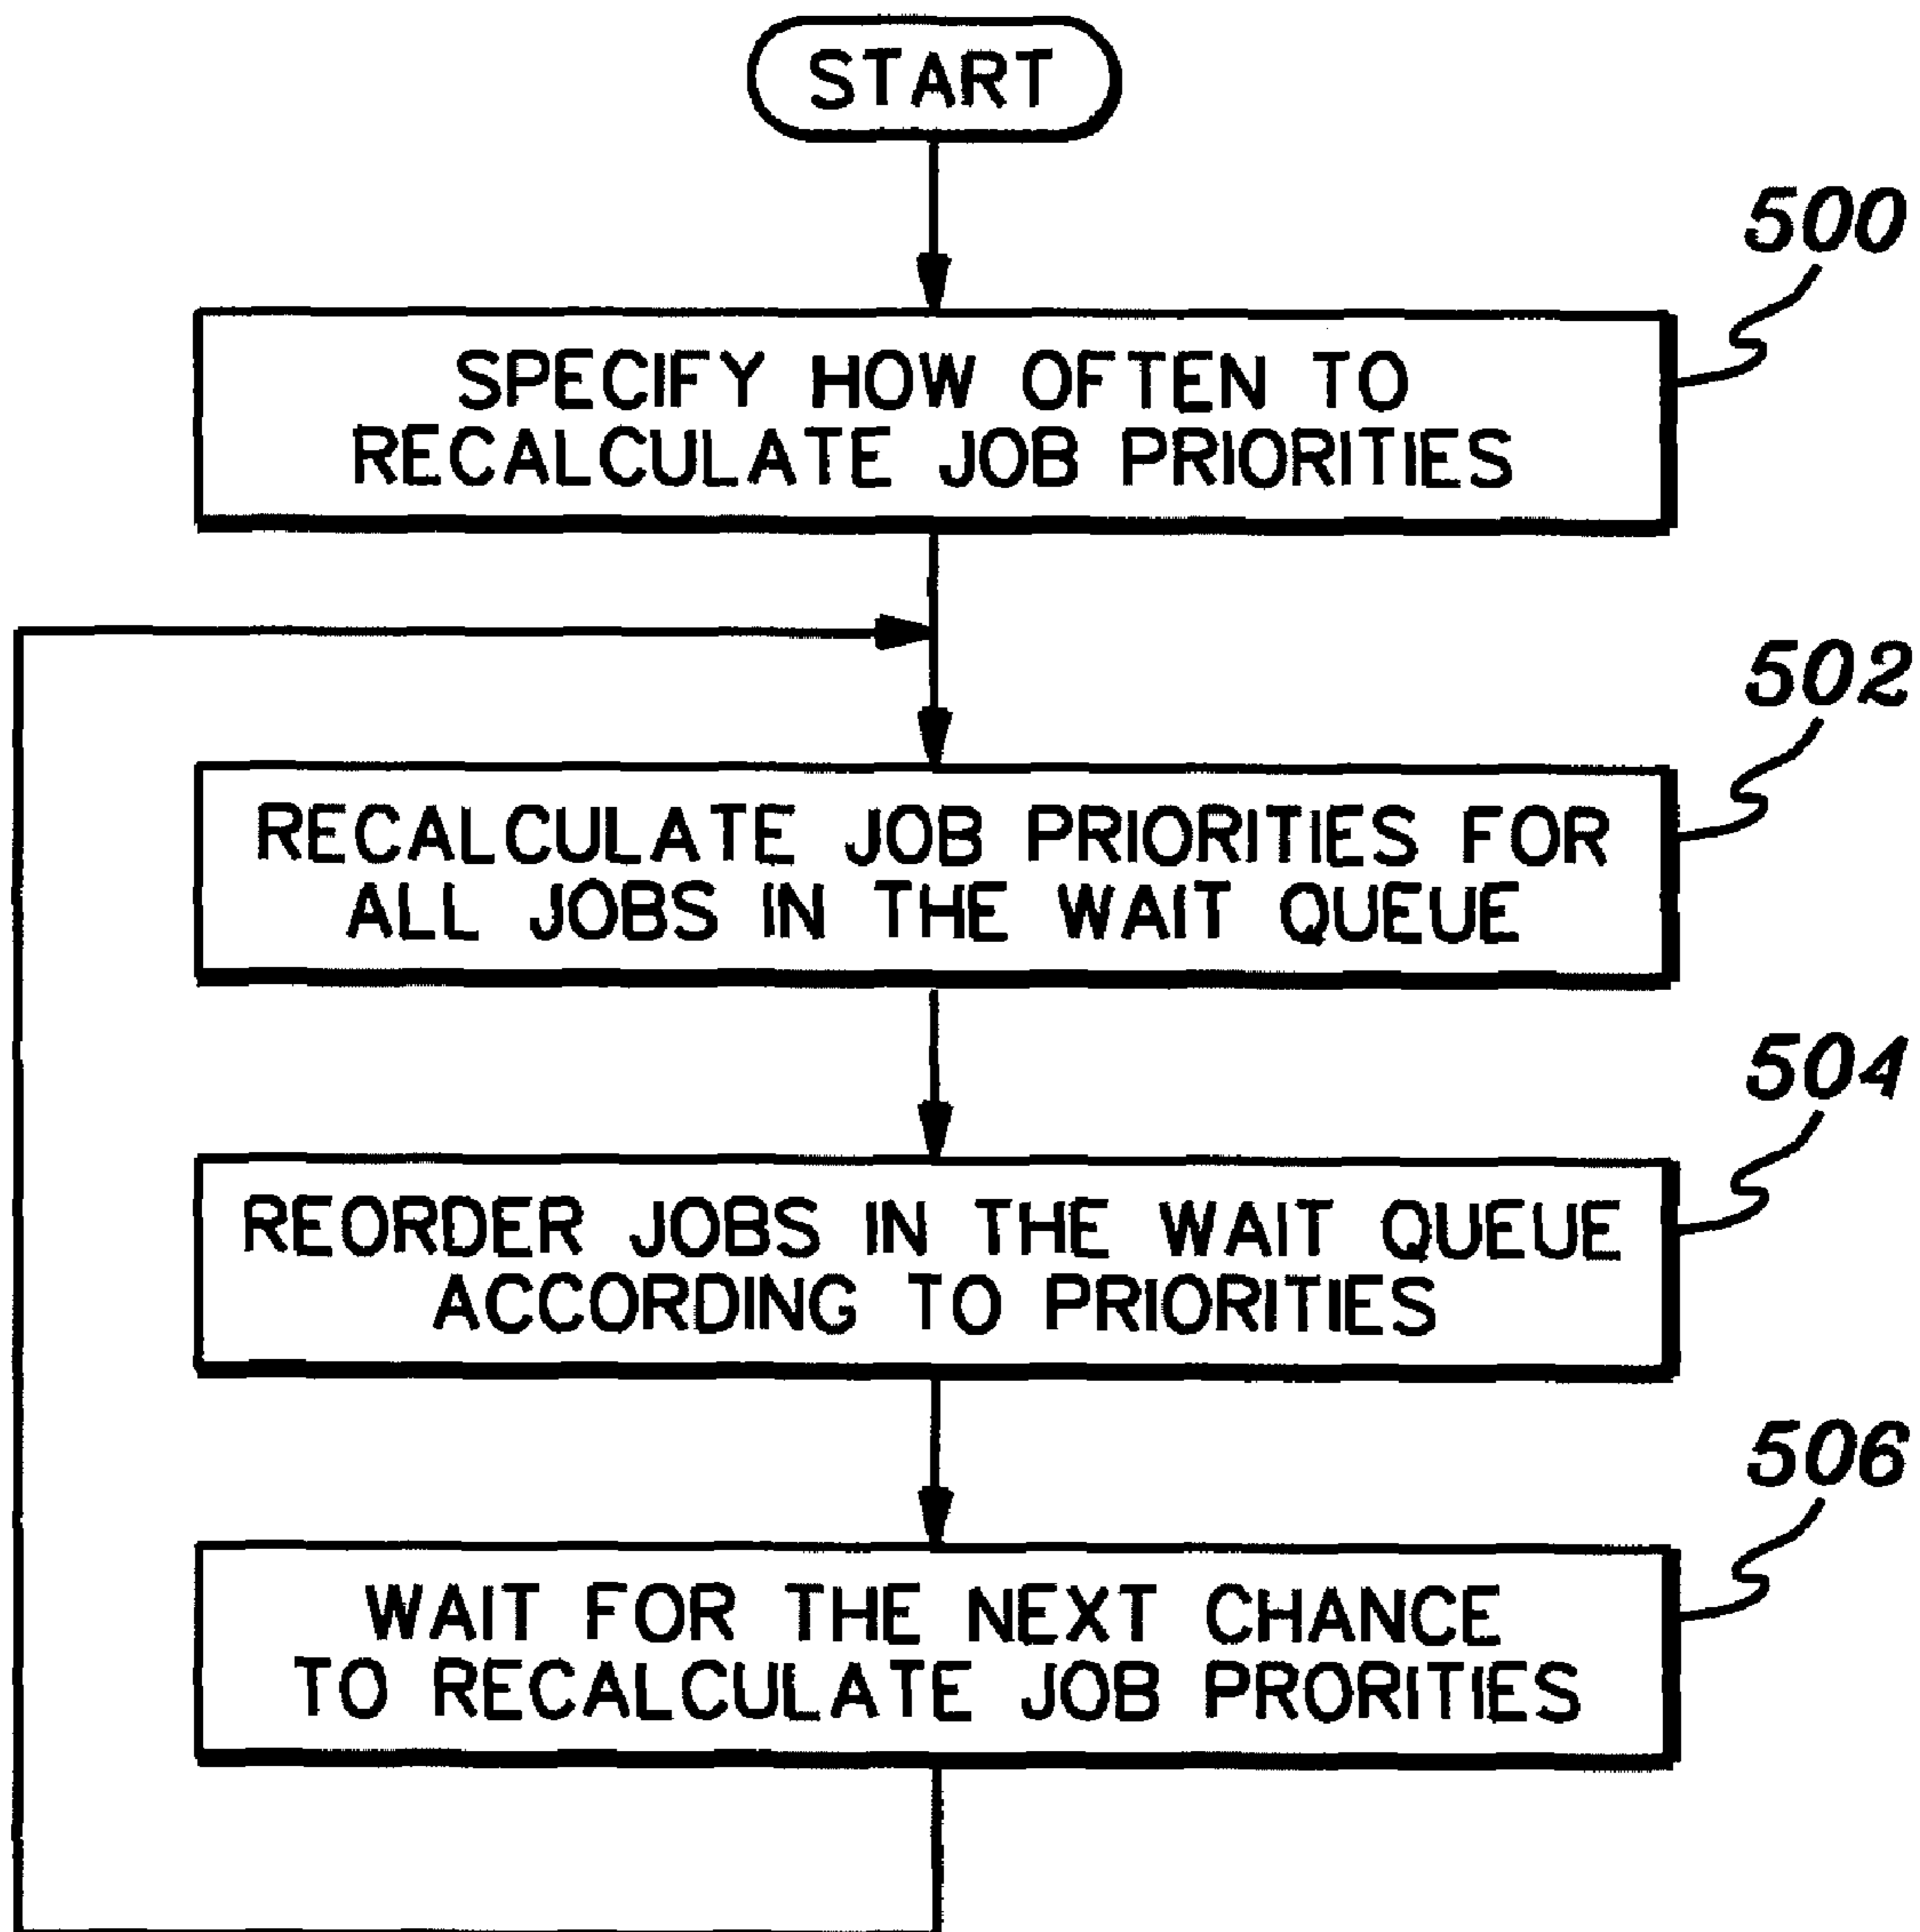 START
500
SPECIFY HOW OFTEN TO
RECALCULATE JOB PRIORITIES
502
RECALCULATE JOB PRIORITIES FOR
ALL JOBS IN THE WAIT QUEUE
504
REORDER JOBS IN THE WAIT QUEUE
ACCORDING TO PRIORITIES
506
WAIT FOR THE NEXT CHANCE
TO RECALCULATE JOB PRORITIES